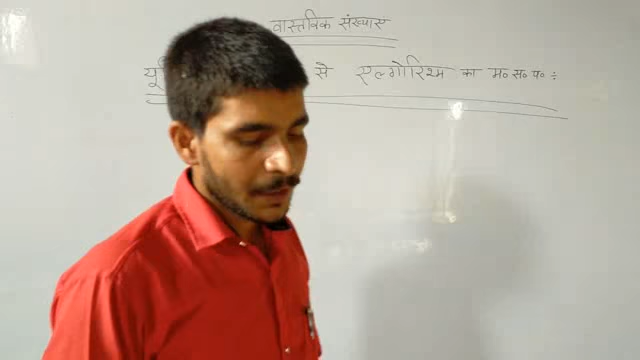 वास्तविक संख्याएं
से एल्गोरिथ्म का म० स० प० ÷